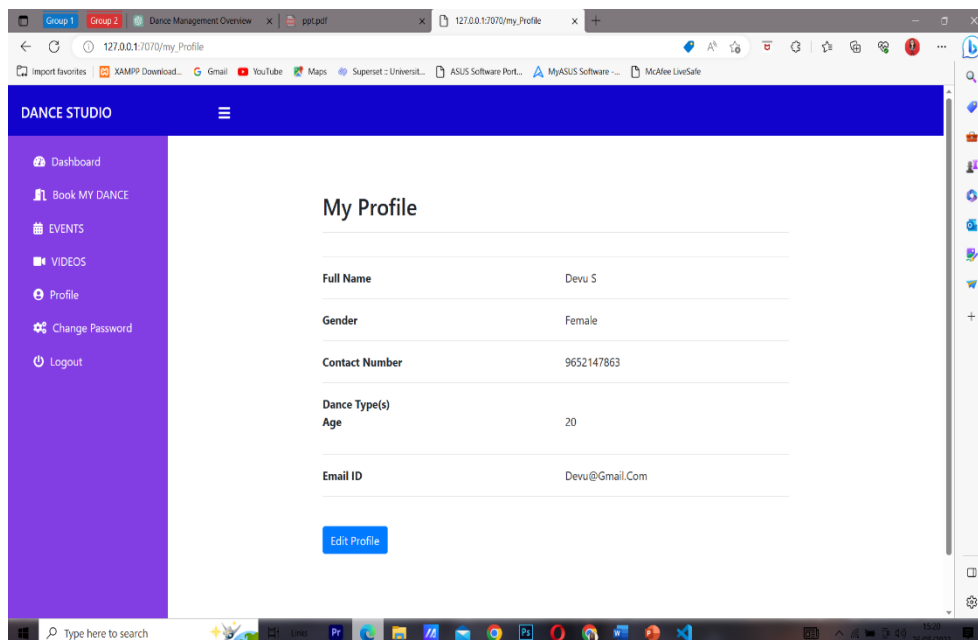 Group 1 Group 2 Dance Management Overview ppt.pdf 127.0.0.1:7070/my_Profile
127.0.0.1:7070/my_Profile
Import favorites XAMPP Download... Gmail YouTube Maps Superset :: Universit... ASUS Software Port... MyASUS Software -... McAfee LiveSafe
DANCE STUDIO
Dashboard
Book MY DANCE
EVENTS
VIDEOS
Profile
Change Password
Logout
My Profile
Full Name Devu S
Gender Female
Contact Number 9652147863
Dance Type(s)
Age 20
Email ID Devu@Gmail.Com
Edit Profile
Type here to search
15:20